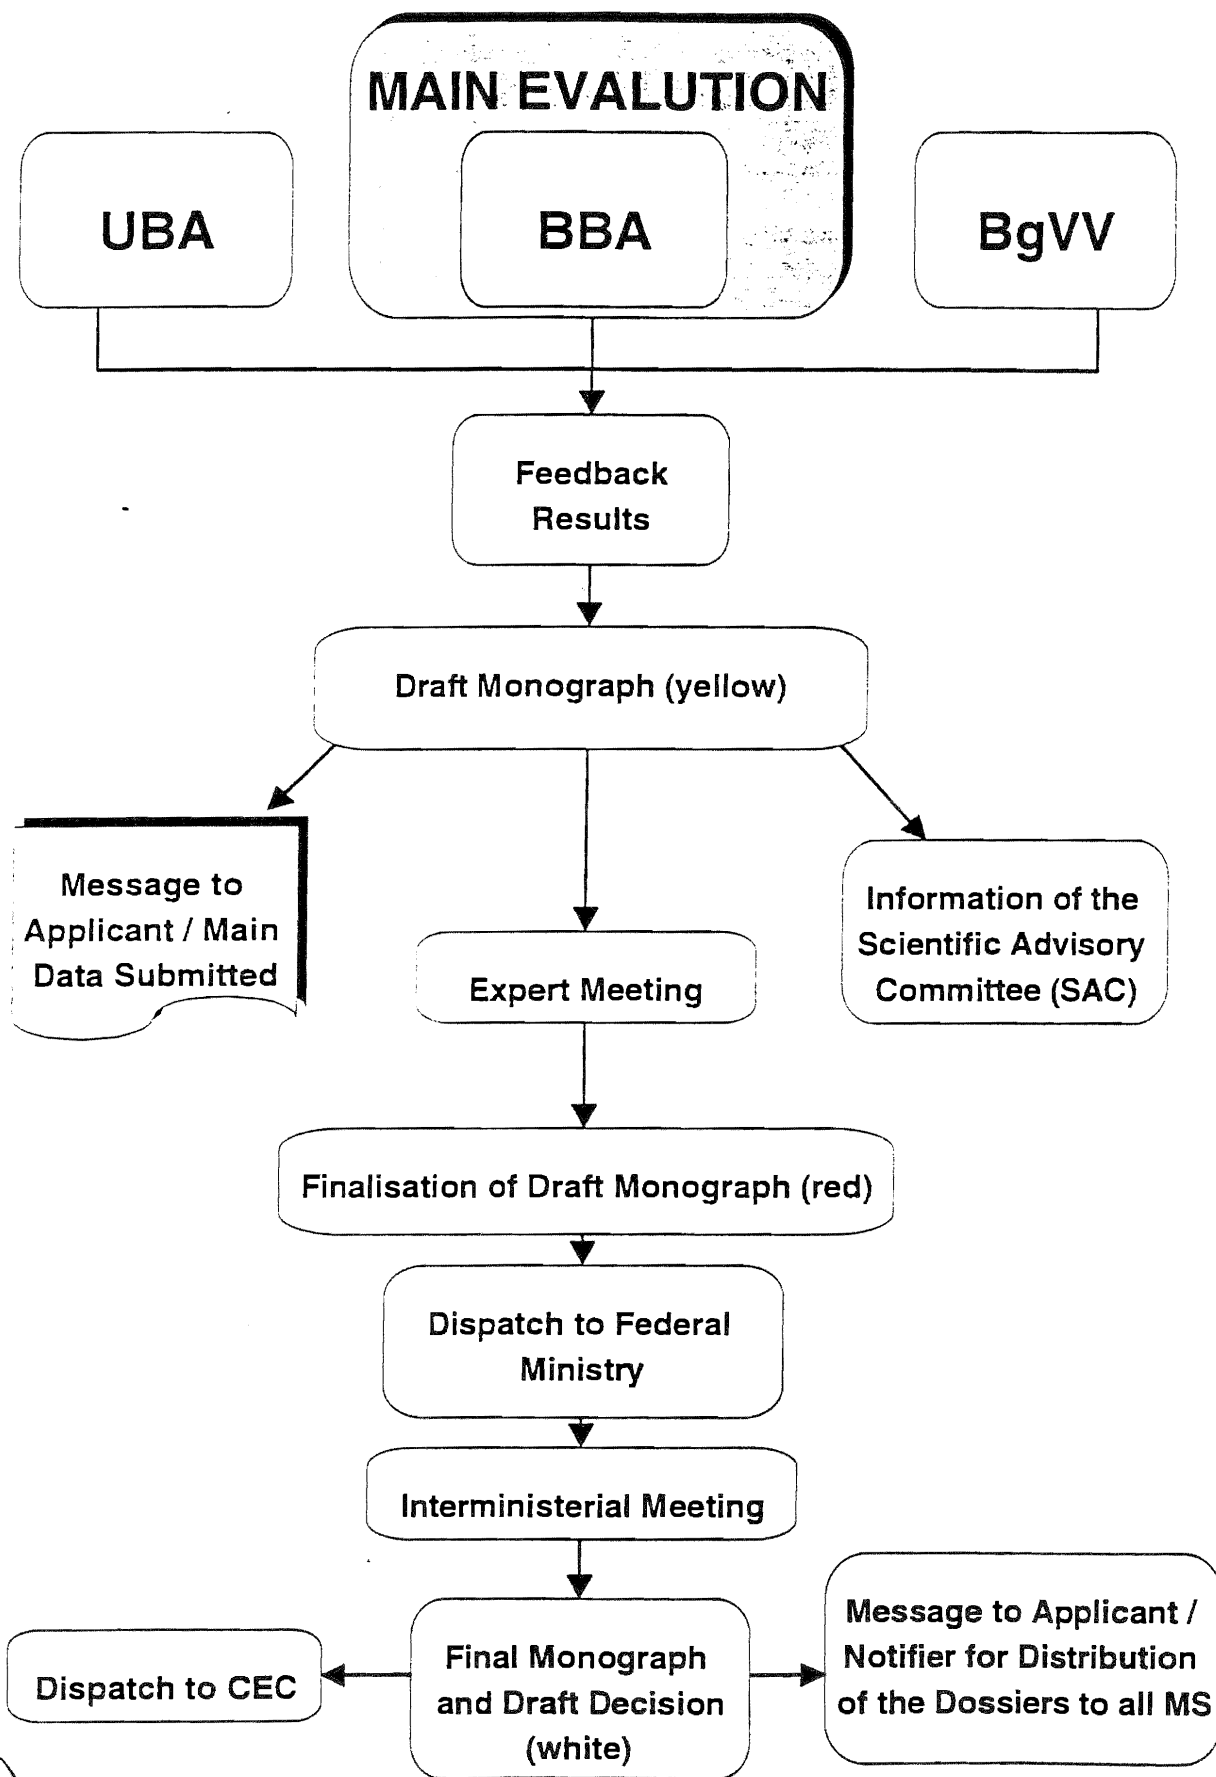 MAIN EVALUTION
UBA
BBA
BgVV
Feedback
Results
Draft Monograph (yellow)
Message to
Applicant / Main
Data Submitted
Information of the
Scientific Advisory
Committee (SAC)
Expert Meeting
Finalisation of Draft Monograph (red)
Dispatch to Federal
Ministry
Interministerial Meeting
Message to Applicant /
Notifier for Distribution
of the Dossiers to all MS
Final Monograph
and Draft Decision
(white)
Dispatch to CEC